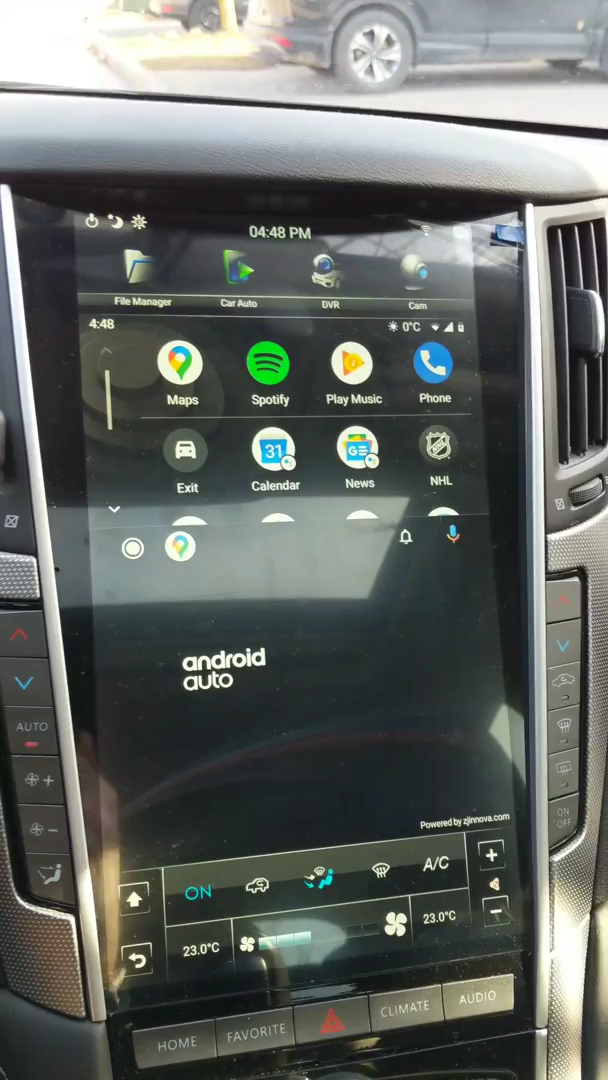 04:48 PM
File Manager Car Auto DVR Cam
4:48 0°C
Maps Spotify Play Music Phone
31 GE
Exit Calendar News NHL
android
auto
Powered by zjinnova.com
ON A/C +
23.0°C 23.0°C −
AUTO
+
−
ON
OFF
HOME FAVORITE CLIMATE AUDIO